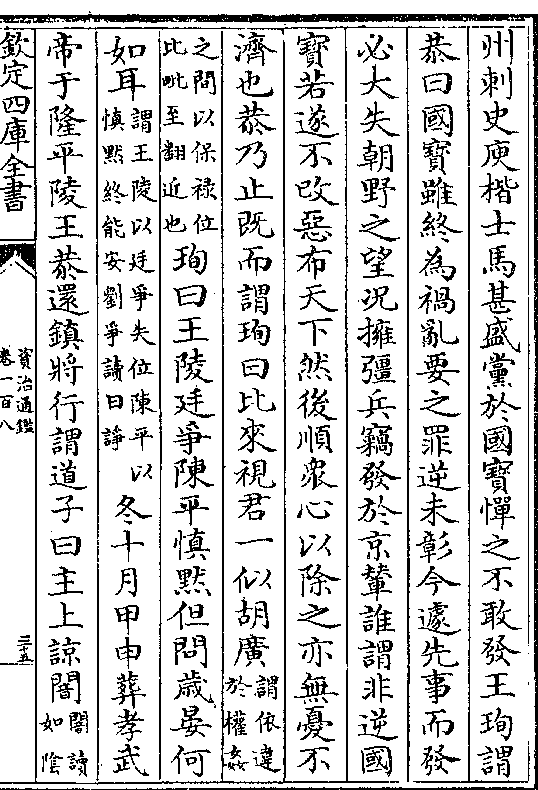 州刺史庾楷士馬甚盛黨於國寶憚之不敢發王珣謂
恭曰國寶雖終為禍亂要之罪逆未彰今遽先事而發
必大失朝野之望況擁彊兵竊發於京輦誰謂非逆國
寶若遂不改惡布天下然後順衆心以除之亦無憂不
濟也恭乃止既而謂珣曰比來視君一似胡廣謂依違於權姦
之間以保祿位比毗至翻近也珣曰王陵廷爭陳平慎默但問歲晏何
如耳謂王陵以廷爭失位陳平以慎默終能安劉爭讀曰諍冬十月甲申葬孝武
帝于隆平陵王恭還鎮將行謂道子曰主上諒闇闇讀如陰
欽定四庫全書
資治通鑑
卷一百八
三十五